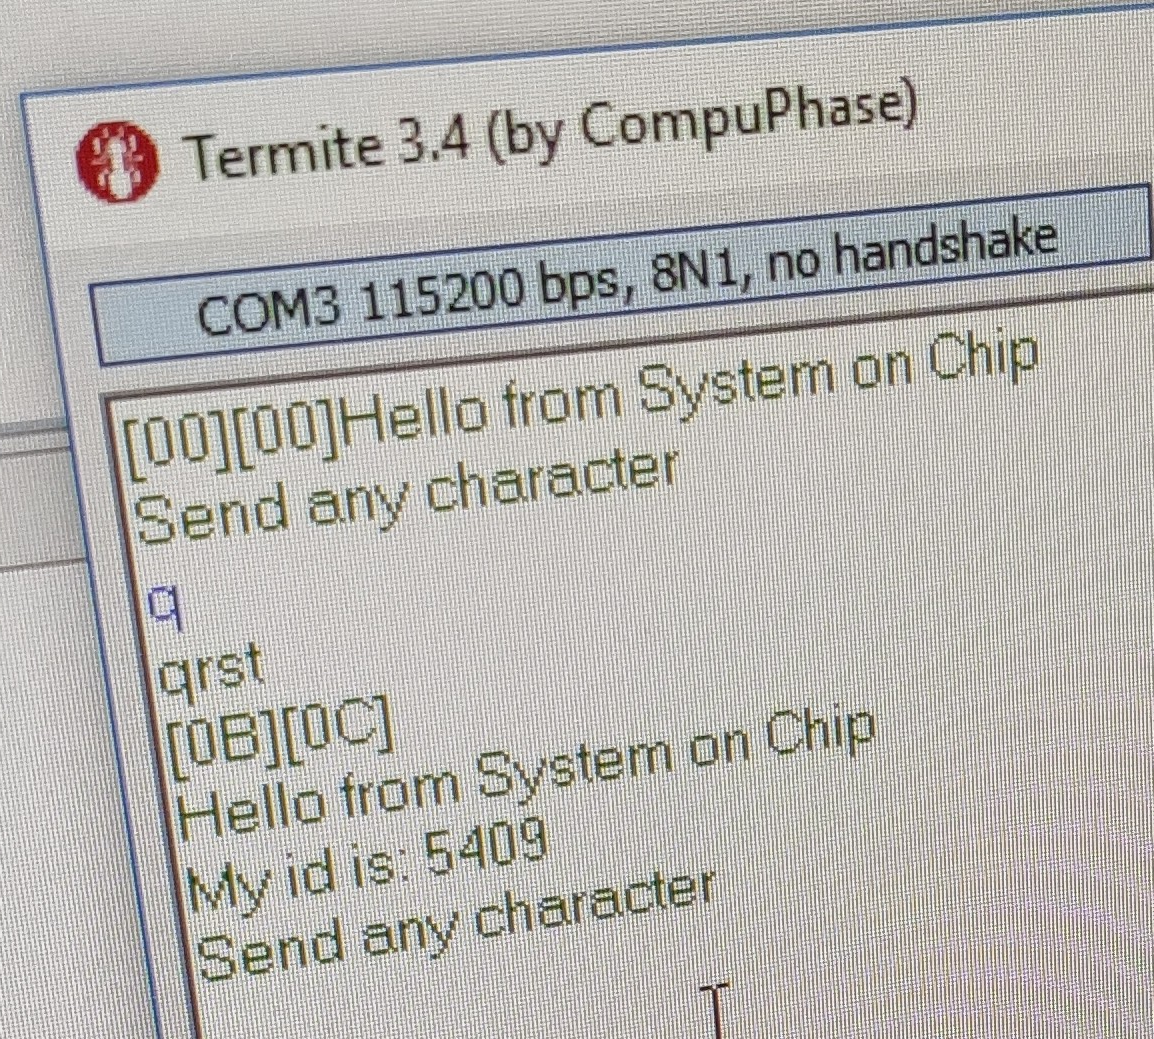 Termite 3.4 (by CompuPhase)
COM3 115200 bps, 8N1, no handshake
[00][00]Hello from System on Chip
Send any character
q
qrst
[0B][0C]
Hello from System on Chip
My id is: 5409
Send any character